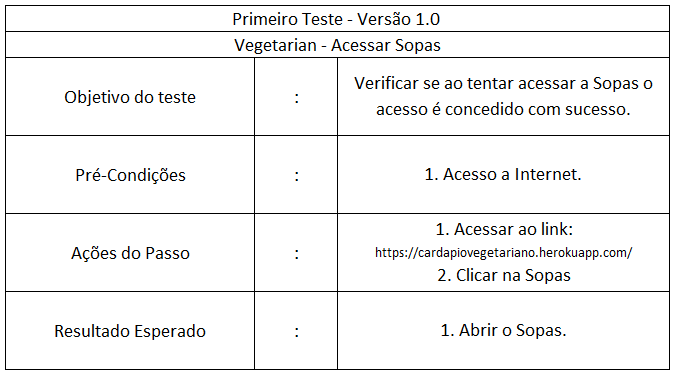 Primeiro Teste - Versão 1.0
Vegetarian - Acessar Sopas
Objetivo do teste : Verificar se ao tentar acessar a Sopas o
acesso é concedido com sucesso.
Pré-Condições : 1. Acesso a Internet.
Ações do Passo : 1. Acessar ao link:
https://cardapiovegetariano.herokuapp.com/
2. Clicar na Sopas
Resultado Esperado : 1. Abrir o Sopas.